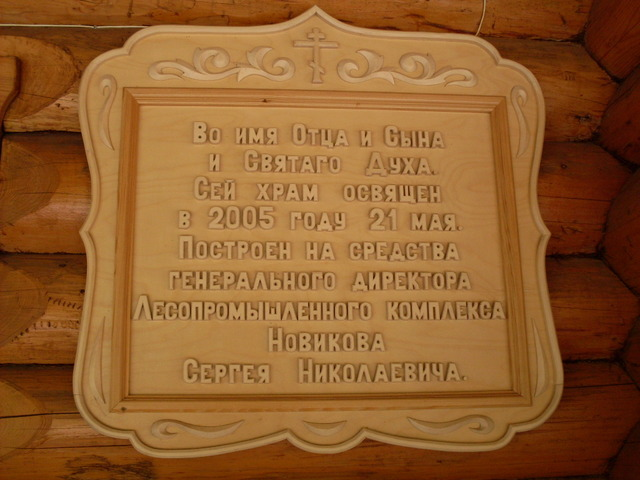 Во имя Отца и Сына
и Святаго Духа.
Сей храм освящен
в 2005 году 21 мая.
Построен на средства
генерального директора
Лесопромышленного комплекса
Новикова
Сергея Николаевича.